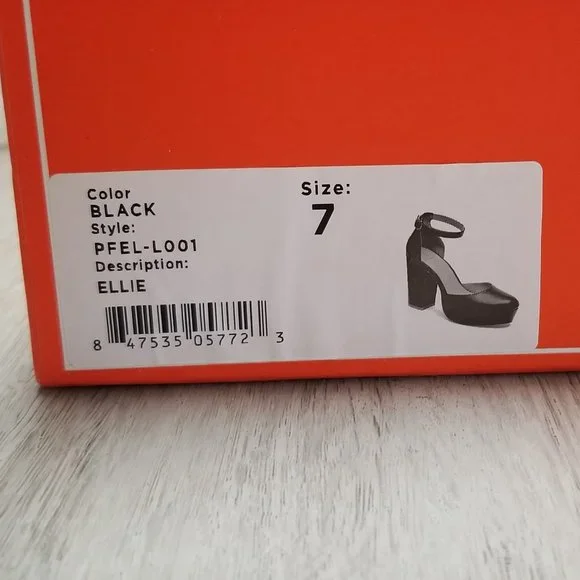 Color
BLACK
Style:
PFEL-L001
Description:
ELLIE
8 47535 05772 3
Size:
7